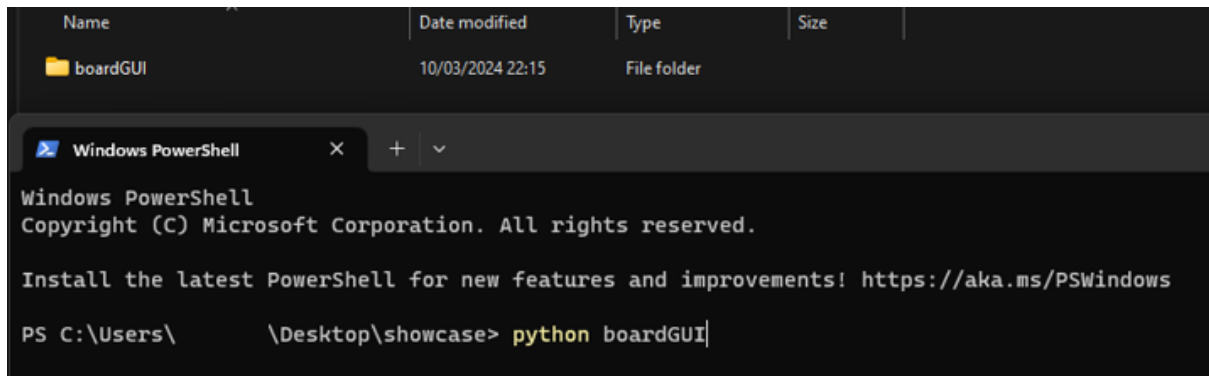 Name Date modified Type Size
boardGUI 10/03/2024 22:15 File folder
Windows PowerShell
Windows PowerShell
Copyright (C) Microsoft Corporation. All rights reserved.
Install the latest PowerShell for new features and improvements! https://aka.ms/PSWindows
PS C:\Users\ \Desktop\showcase> python boardGUI